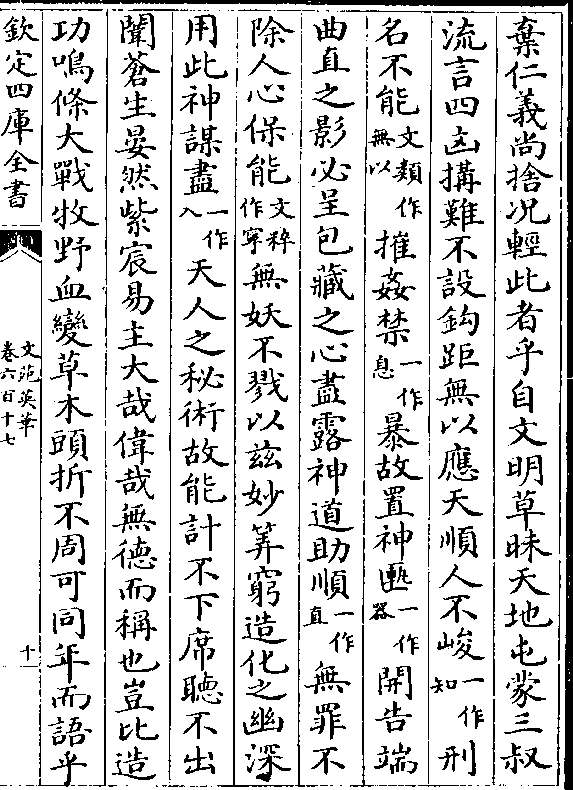 棄仁義尚捨况輕此者乎自文明草昧天地屯蒙三叔
流言四凶搆難不設鈎距無以應天順人不峻一作知刑
名不能文類作無以摧姦禁一作息暴故置神匭一作器開告端
曲直之影必呈包藏之心盡露神道助順一作直無罪不
除人心保能文粹作寧無妖不戮以兹妙筭窮造化之幽深
用此神謀盡一作入天人之秘術故能計不下席聽不出
闈蒼生晏然紫宸易主大哉偉哉無徳而稱也豈比造
功鳴條大戰牧野血變草木頭折不周可同年而語乎
欽定四庫全書
文苑英華
卷六百十七
十一